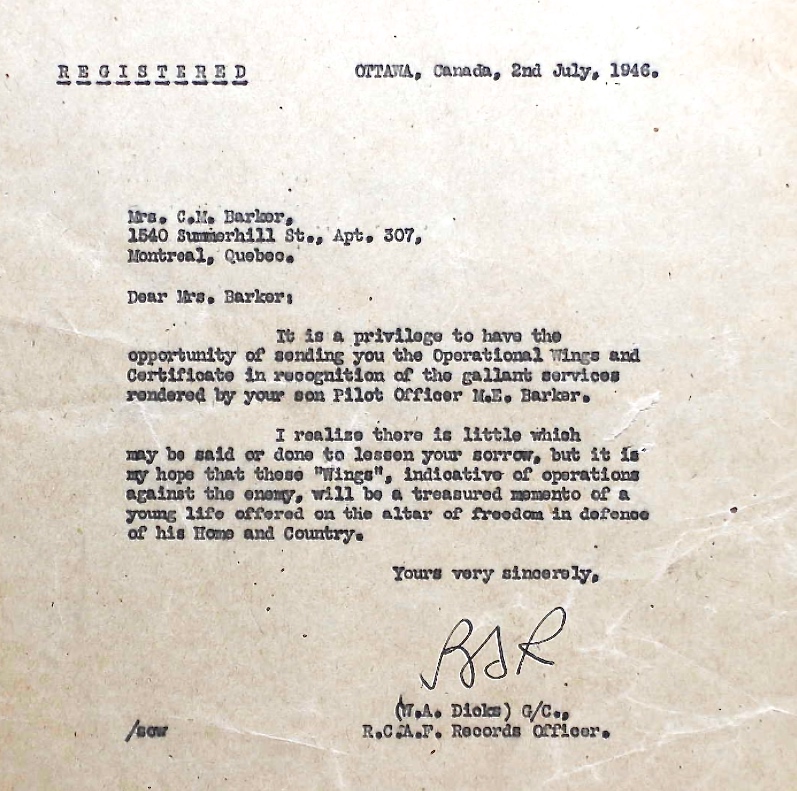 REGISTERED
OTTAWA, Canada, 2nd July, 1946.
Mrs. C.M. Barker,
1540 Summerhill St., Apt. 307,
Montreal, Quebec.
Dear Mrs. Barker:
It is a privilege to have the
opportunity of sending you the Operational Wings and
Certificate in recognition of the gallant services
rendered by your son Pilot Officer M.E. Barker.
I realize there is little which
may be said or done to lessen your sorrow, but it is
my hope that these "Wings", indicative of operations
against the enemy, will be a treasured memento of a
young life offered on the altar of freedom in defence
of his Home and Country.
Yours very sincerely,
(W.A. Dicks) G/C.,
/scw R.C.A.F. Records Officer.